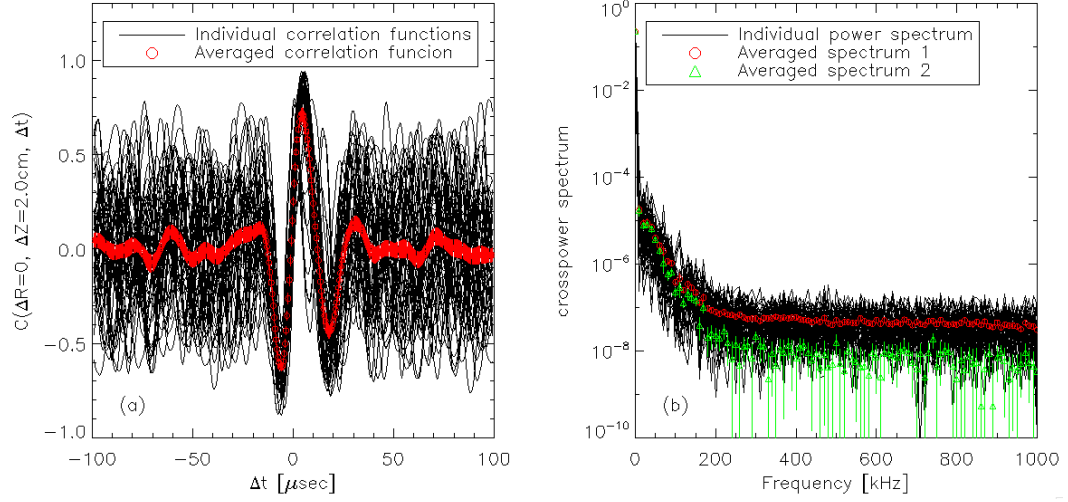 Individual correlation functions
Averaged correlation funcion
1.0
0.5
0.0
−0.5
−1.0
C(ΔR=0, ΔZ=2.0cm, Δt)
(a)
−100
−50
0
50
100
Δt [μsec]
Individual power spectrum
Averaged spectrum 1
Averaged spectrum 2
10^0
10^−2
10^−4
10^−6
10^−8
10^−10
crosspower spectrum
(b)
0
200
400
600
800
1000
Frequency [kHz]